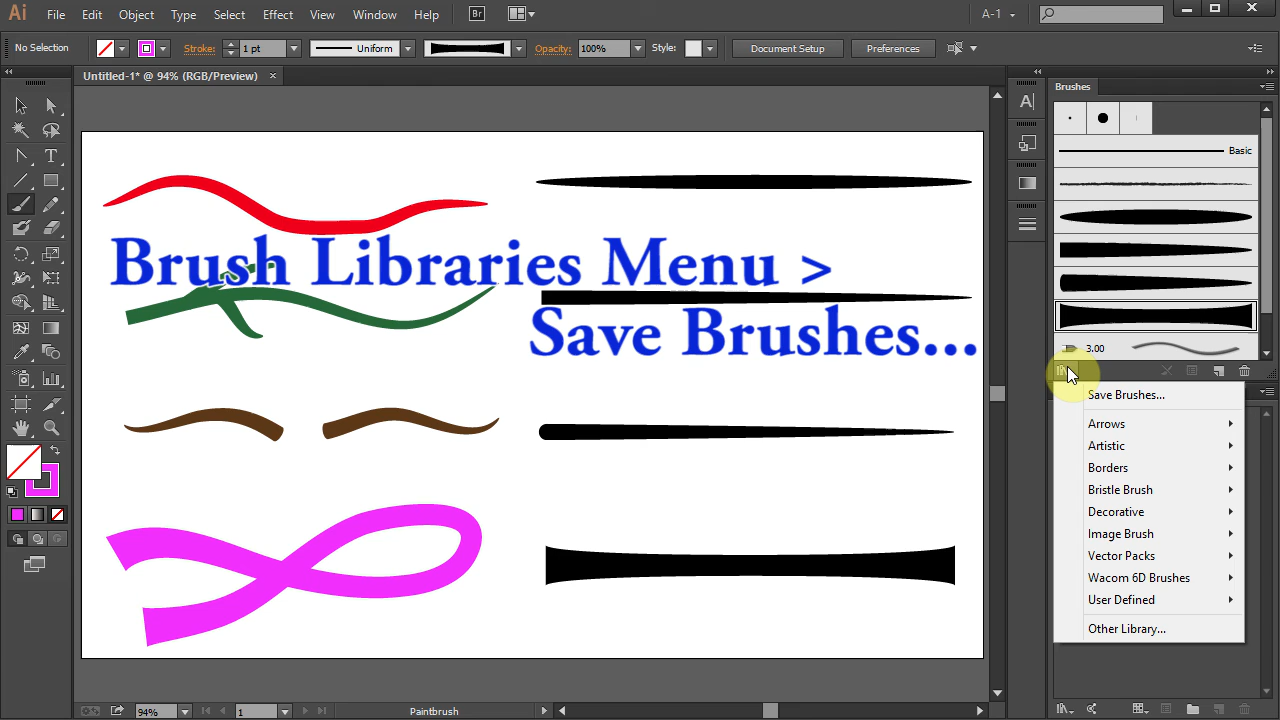 Ai File Edit Object Type Select Effect View Window Help Br A-1
No Selection Stroke: 1 pt Uniform Opacity: 100% Style: Document Setup Preferences
Untitled-1* @ 94% (RGB/Preview)
Brushes
Basic
Brush Libraries Menu >
Save Brushes...
3.00
Save Brushes...
Arrows
Artistic
Borders
Bristle Brush
Decorative
Image Brush
Vector Packs
Wacom 6D Brushes
User Defined
Other Library...
94% 1 Paintbrush